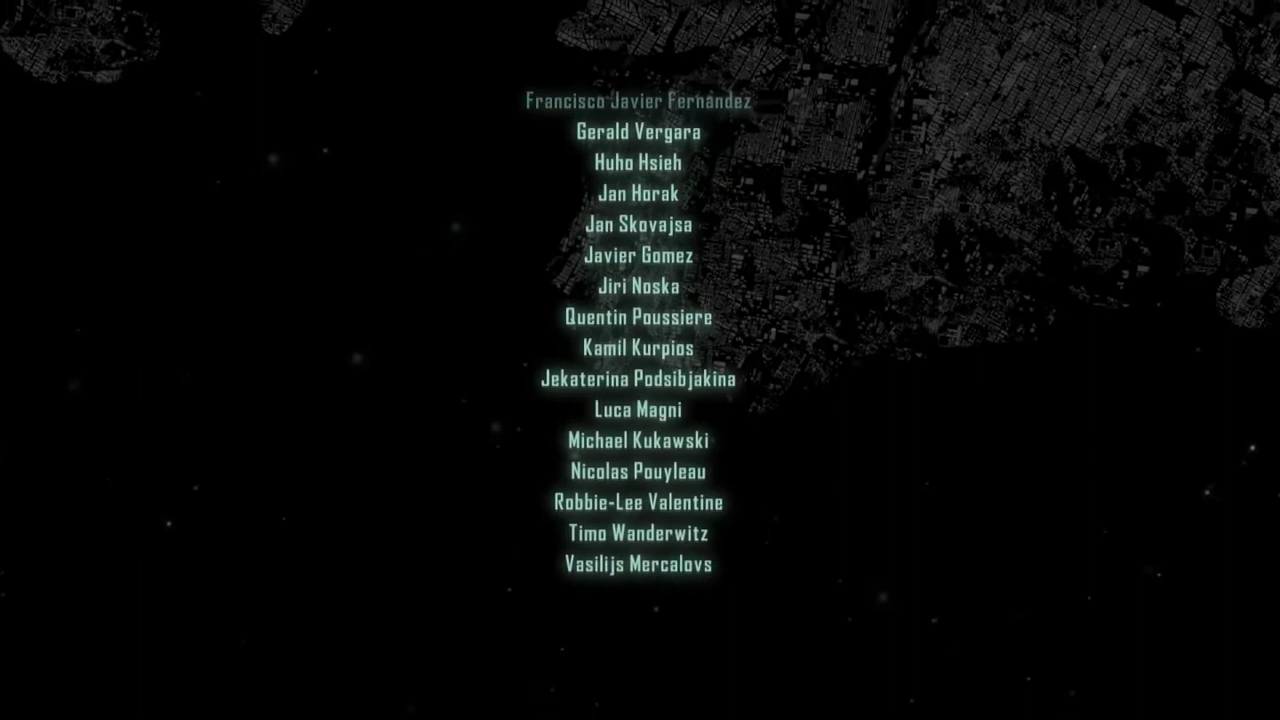 Francisco Javier Fernandez
Gerald Vergara
Huho Hsieh
Jan Horak
Jan Skovajsa
Javier Gomez
Jiri Noska
Quentin Poussiere
Kamil Kurpios
Jekaterina Podsibjakina
Luca Magni
Michael Kukawski
Nicolas Pouyleau
Robbie-Lee Valentine
Timo Wanderwitz
Vasilijs Mercalovs